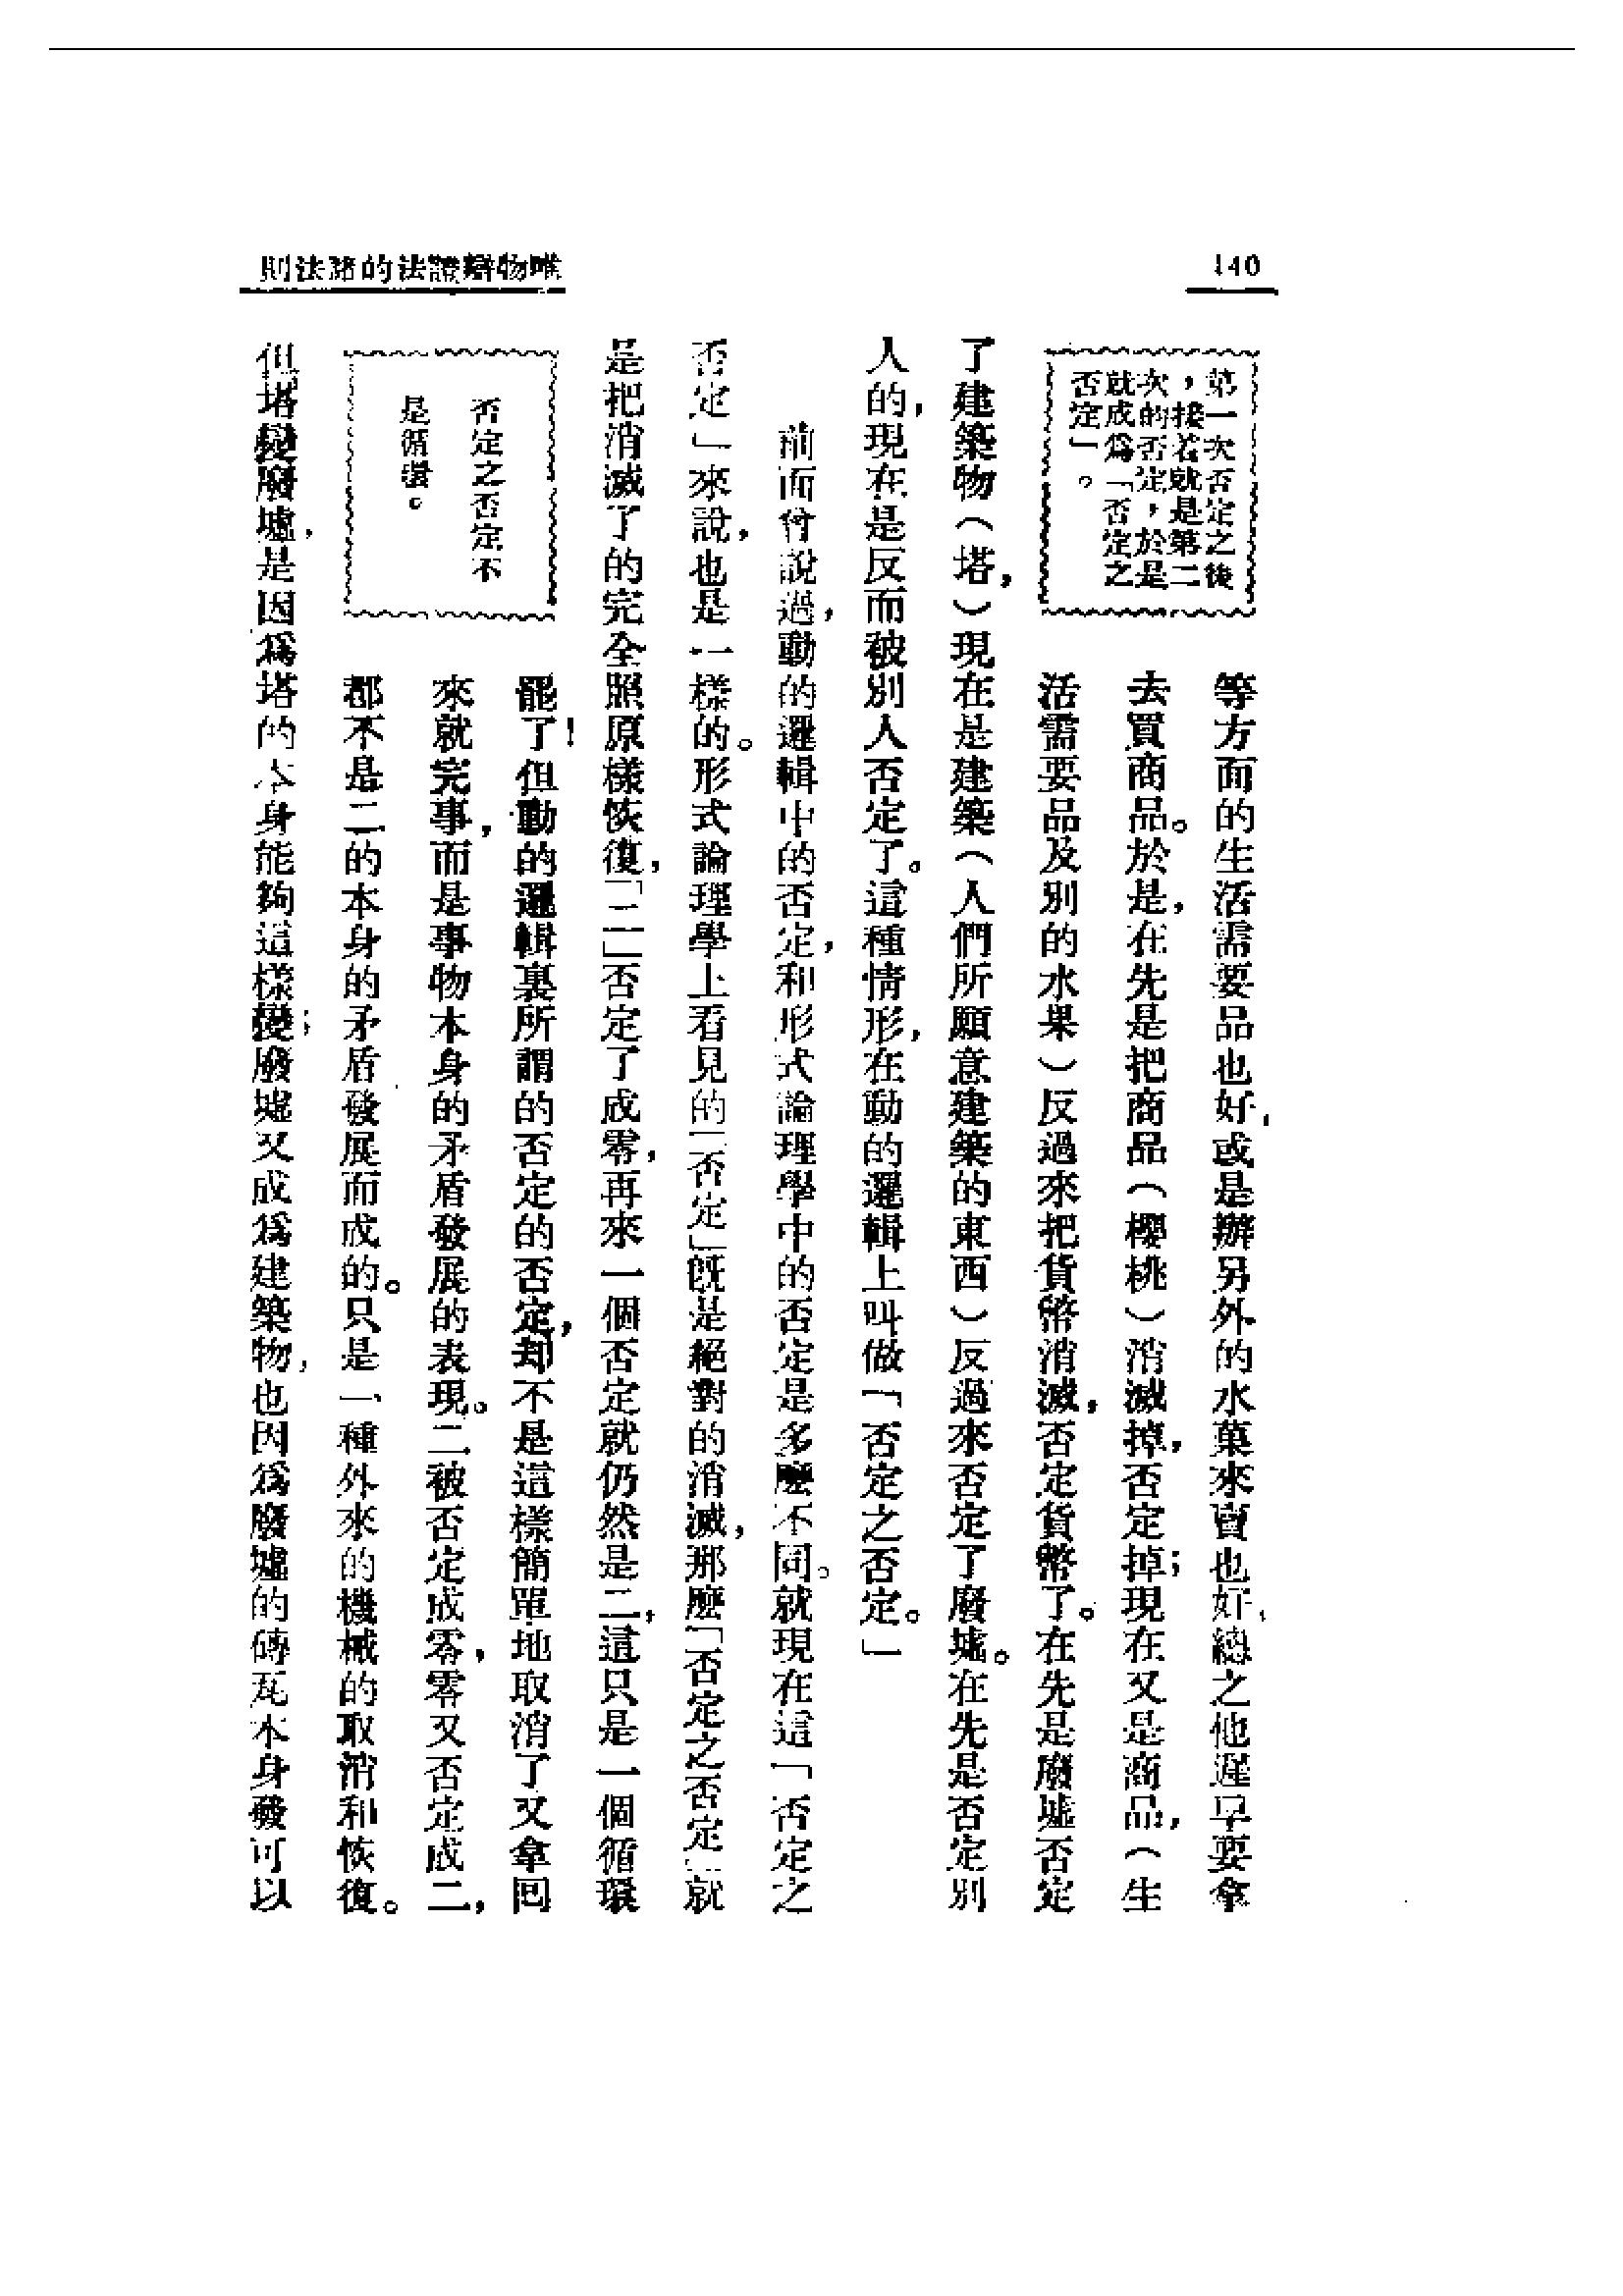 140
唯物辯證法的諸法則
第一次否定之後
，接着就是第二
次的否定，於是
就成爲「否定之
否定」。
等方面的生活需要品也好，或是辦另外的水菓來賣也好，總之他遲早要拿
去買商品。於是，在先是把商品（櫻桃）消滅掉，否定掉；現在又是商品，（生
活需要品及別的水果）反過來把貨幣消滅，否定貨幣了。在先是廢墟否定
了建築物（塔，）現在是建築（人們所願意建築的東西）反過來否定了廢墟。在先是否定別
人的，現在是反而被別人否定了。這種情形，在動的邏輯上叫做「否定之否定。」
前面曾說過，動的邏輯中的否定，和形式論理學中的否定是多麼不同。就現在這「否定之
否定」來說，也是一樣的。形式論理學上看見的「否定」旣是絕對的消滅，那麼「否定之否定」就
是把消滅了的完全照原樣恢復，「二」否定了成零，再來一個否定就仍然是二，這只是一個循環
否定之否定不
是循環。
罷了！但動的邏輯裏所謂的否定的否定，却不是這樣簡單地取消了又拿回
來就完事，而是事物本身的矛盾發展的表現。二被否定成零，零又否定成二，
都不是二的本身的矛盾發展而成的。只是一種外來的機械的取消和恢復。
但塔變廢墟，是因爲塔的本身能夠這樣變；廢墟又成爲建築物，也因爲廢墟的磚瓦本身發可以